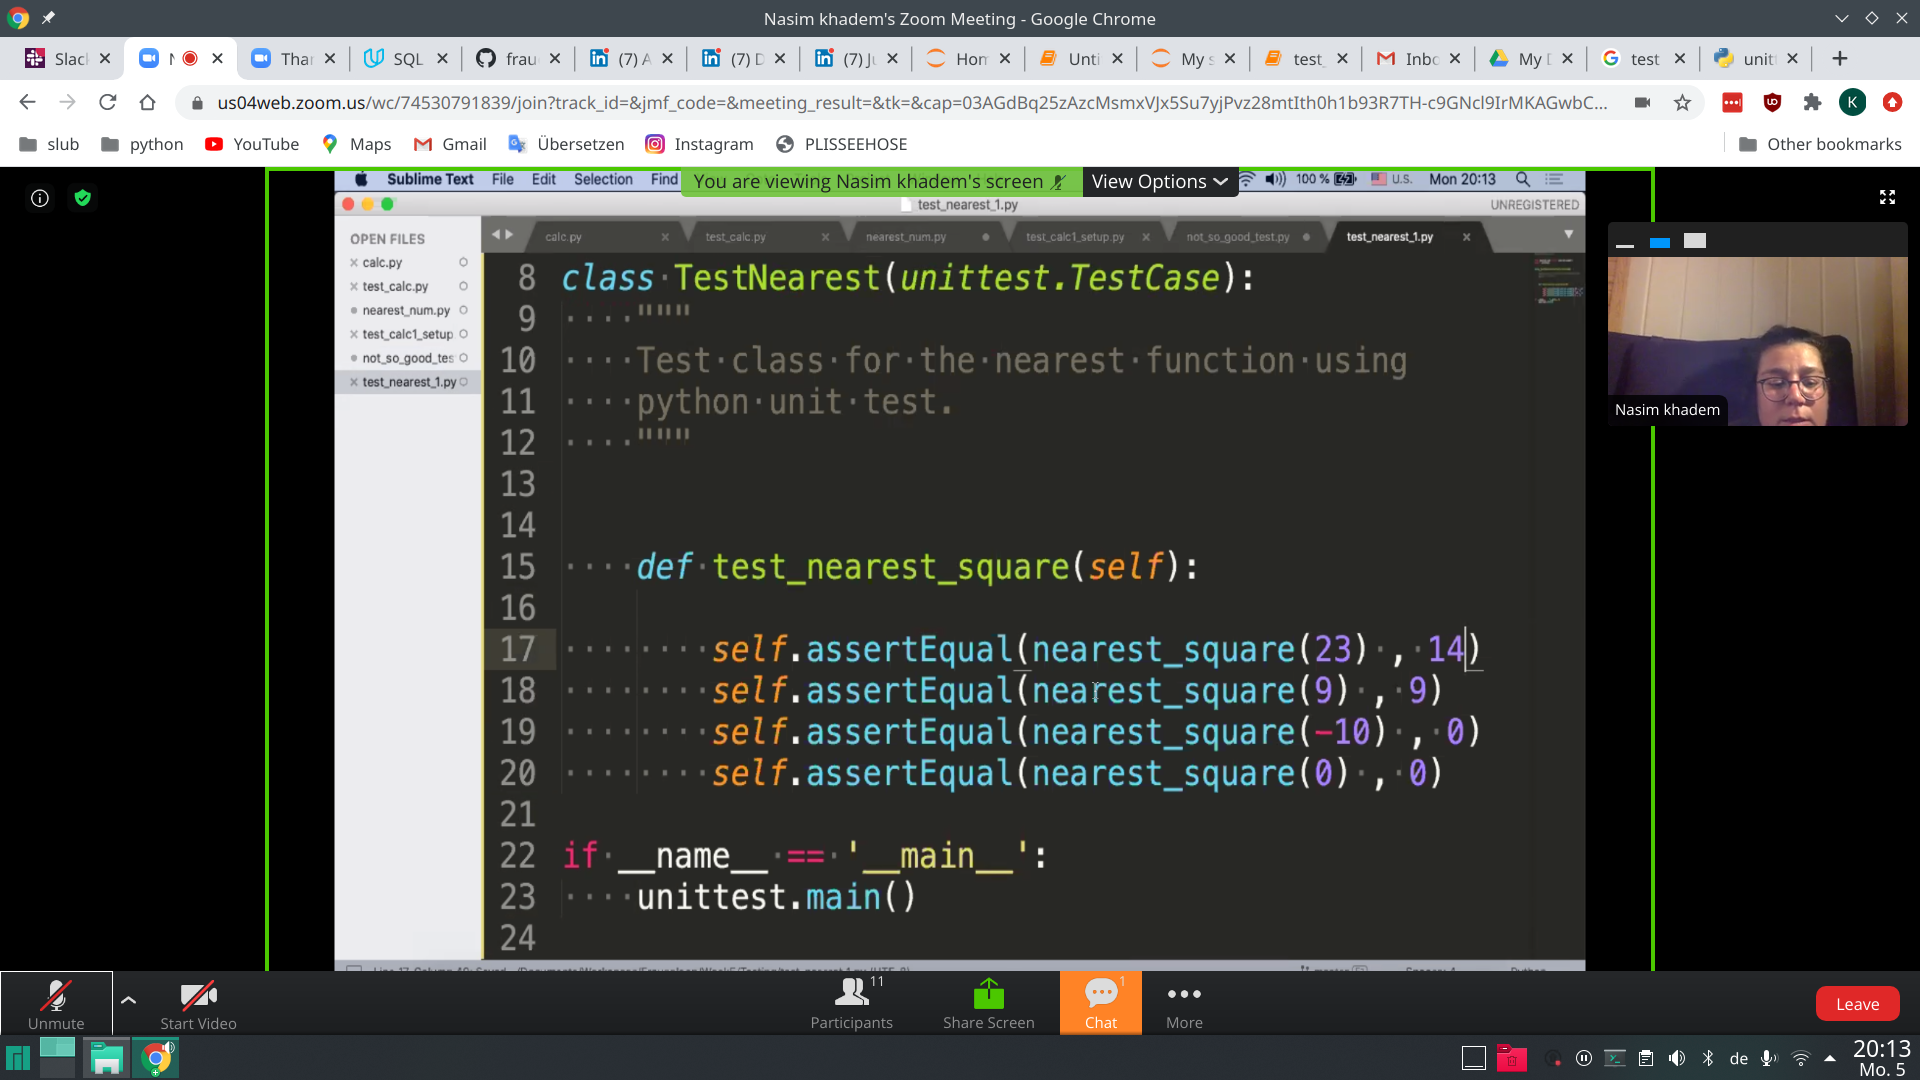 Nasim khadem's Zoom Meeting - Google Chrome
Slac
N
Thar
SQL
frau
(7) A
(7) D
(7) Ju
Hom
Unti
My s
test_
Inbo
My D
test
unitt
us04web.zoom.us/wc/74530791839/join?track_id=&jmf_code=&meeting_result=&tk=&cap=03AGdBq25zAzcMsmxVJx5Su7yjPvz28mtIth0h1b93R7TH-c9GNcl9IrMKAGwbC...
K
slub
python
YouTube
Maps
Gmail
Übersetzen
Instagram
PLISSEEHOSE
Other bookmarks
Sublime Text File Edit Selection Find
You are viewing Nasim khadem's screen
View Options
100 % U.S. Mon 20:13
test_nearest_1.py
UNREGISTERED
OPEN FILES
calc.py
test_calc.py
nearest_num.py
test_calc1_setup.
not_so_good_tes
test_nearest_1.py
calc.py
test_calc.py
nearest_num.py
test_calc1_setup.py
not_so_good_test.py
test_nearest_1.py
8 class TestNearest(unittest.TestCase):
9 """
10 Test class for the nearest function using
11 python unit test.
12 """
13
14
15 def test_nearest_square(self):
16
17 self.assertEqual(nearest_square(23) , 14)
18 self.assertEqual(nearest_square(9) , 9)
19 self.assertEqual(nearest_square(-10) , 0)
20 self.assertEqual(nearest_square(0) , 0)
21
22 if __name__ == '__main__':
23 unittest.main()
24
Nasim khadem
Unmute
Start Video
11
Participants
Share Screen
1
Chat
More
Leave
de
20:13
Mo. 5